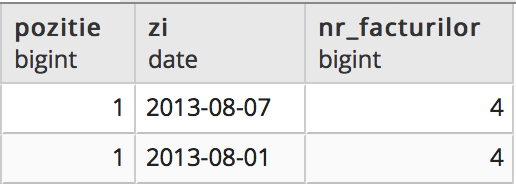 pozitie zi nr_facturilor
bigint date bigint
1 2013-08-07 4
1 2013-08-01 4